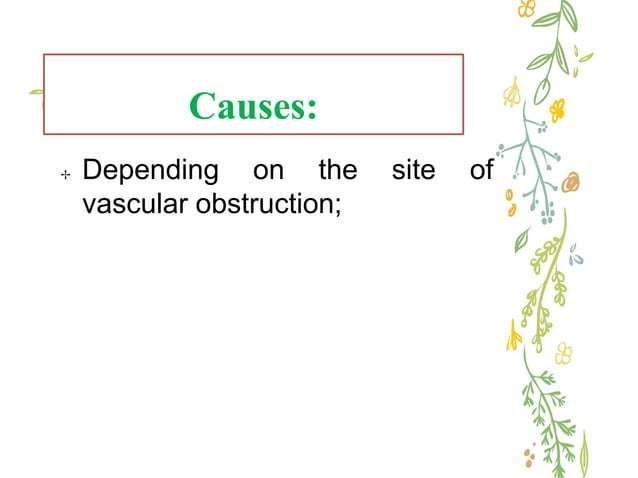 Causes:
Depending on the site of
vascular obstruction;